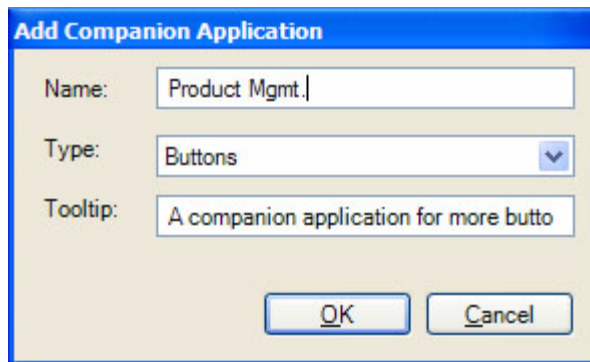 Add Companion Application
Name: Product Mgmt.
Type: Buttons
Tooltip: A companion application for more butto
OK Cancel